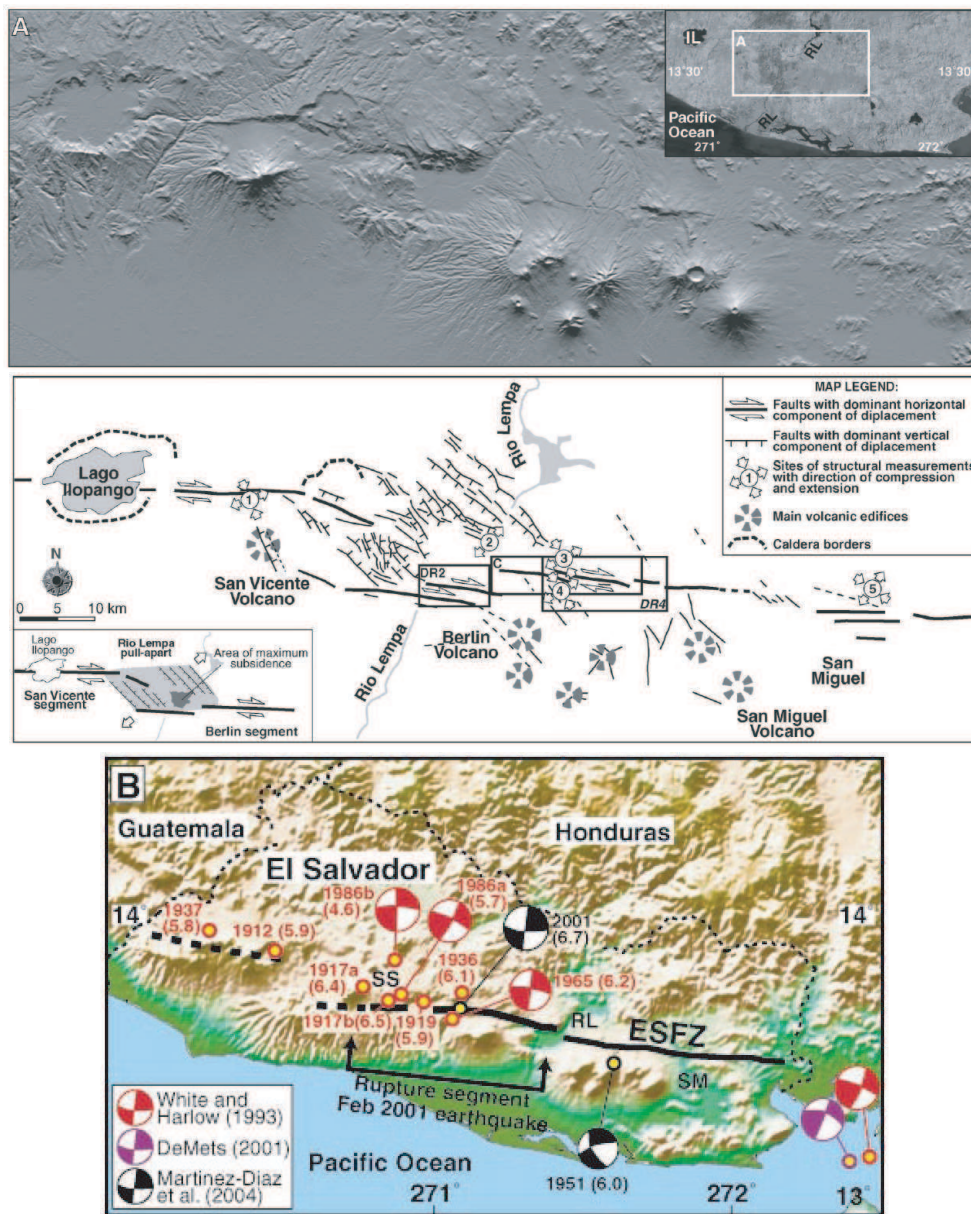 A
IL
A
RL
13°30'
13°30'
Pacific
Ocean
RL
271°
272°
MAP LEGEND:
Faults with dominant horizontal
component of diplacement
Faults with dominant vertical
component of displacement
1
Sites of structural measurements
with direction of compression
and extension
Main volcanic edifices
Caldera borders
Rio Lempa
Lago
Ilopango
1
2
3
4
5
DR2
C
DR4
N
0 5 10 km
San Vicente
Volcano
Rio Lempa
Berlin
Volcano
San
Miguel
San Miguel
Volcano
Lago
Ilopango
Rio Lempa
pull-apart
Area of maximum
subsidence
San Vicente
segment
Berlin segment
B
Guatemala
Honduras
El Salvador
14°
14°
1937
(5.8)
1912 (5.9)
1986b
(4.6)
1986a
(5.7)
2001
(6.7)
1917a
(6.4)
SS
1936
(6.1)
1965 (6.2)
1917b(6.5)
1919
(5.9)
RL
ESFZ
SM
Rupture segment
Feb 2001 earthquake
White and
Harlow (1993)
DeMets (2001)
Martinez-Diaz
et al. (2004)
Pacific Ocean
1951 (6.0)
271°
272°
13°